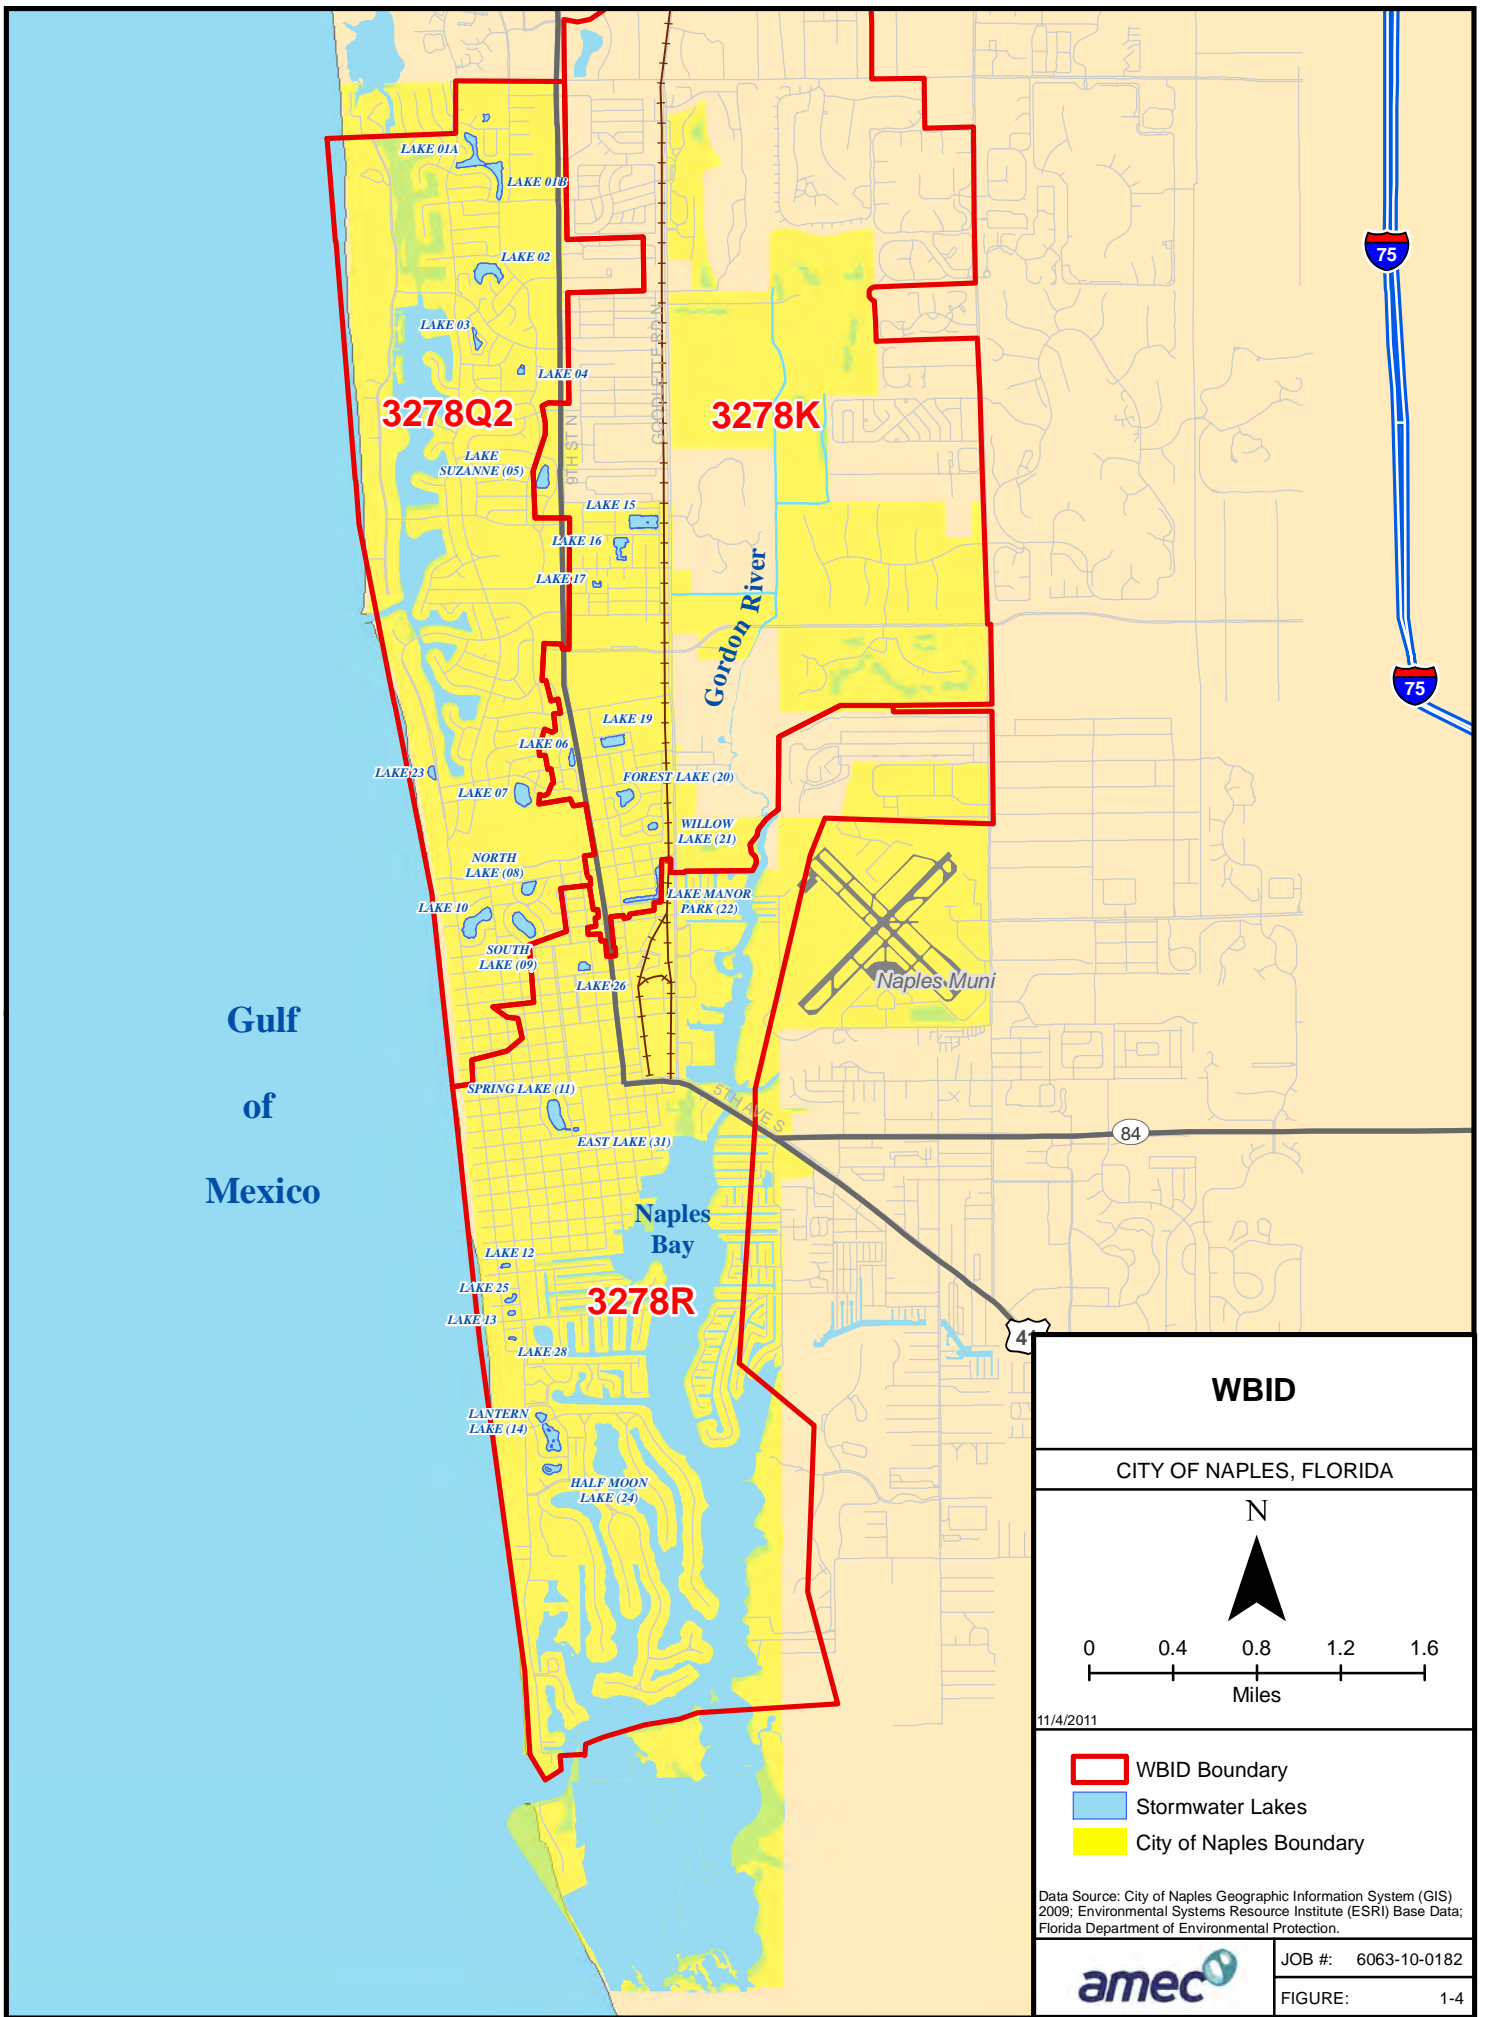 LAKE 01A
LAKE 01B
LAKE 02
LAKE 03
LAKE 04
3278Q2
3278K
LAKE
SUZANNE (05)
9TH ST N
GOODLETTE RD N
LAKE 15
LAKE 16
LAKE 17
Gordon River
75
75
LAKE 19
LAKE 06
LAKE 23
LAKE 07
FOREST LAKE (20)
WILLOW
LAKE (21)
NORTH
LAKE (08)
LAKE 10
LAKE MANOR
PARK (22)
SOUTH
LAKE (09)
LAKE 26
Naples Muni
Gulf
of
Mexico
SPRING LAKE (11)
5TH AVE S
EAST LAKE (31)
84
Naples
Bay
LAKE 12
LAKE 25
LAKE 13
3278R
LAKE 28
41
LANTERN
LAKE (14)
HALF MOON
LAKE (24)
WBID
CITY OF NAPLES, FLORIDA
N
0 0.4 0.8 1.2 1.6
Miles
11/4/2011
WBID Boundary
Stormwater Lakes
City of Naples Boundary
Data Source: City of Naples Geographic Information System (GIS)
2009; Environmental Systems Resource Institute (ESRI) Base Data;
Florida Department of Environmental Protection.
amec
JOB #: 6063-10-0182
FIGURE: 1-4